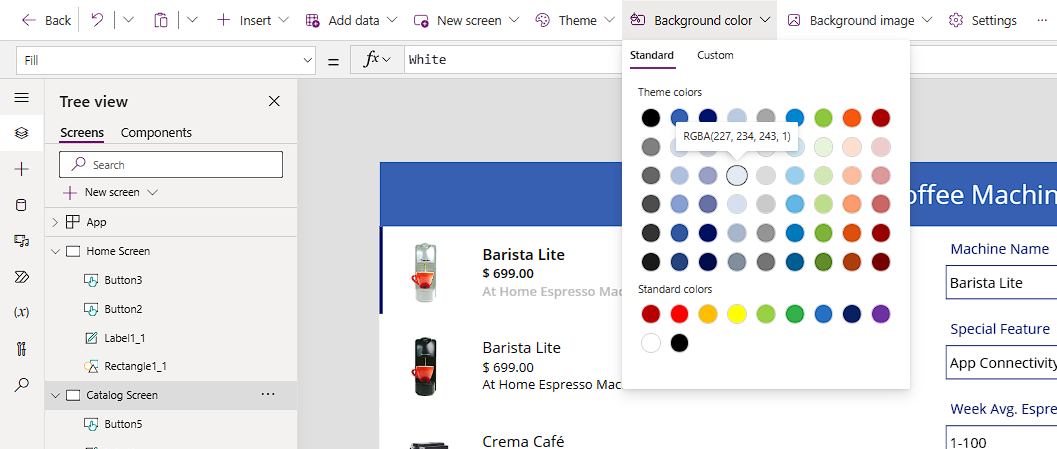 Back Insert Add data New screen Theme Background color Background image Settings
Fill = fx White
Standard Custom
Theme colors
RGBA(227, 234, 243, 1)
Standard colors
Tree view
Screens Components
Search
New screen
App
Home Screen
Button3
Button2
Label1_1
Rectangle1_1
Catalog Screen ...
Button5
offee Machin
Barista Lite
$ 699.00
At Home Espresso Mac
Barista Lite
$ 699.00
At Home Espresso Mac
Crema Café
Machine Name
Barista Lite
Special Feature
App Connectivity
Week Avg. Espre
1-100